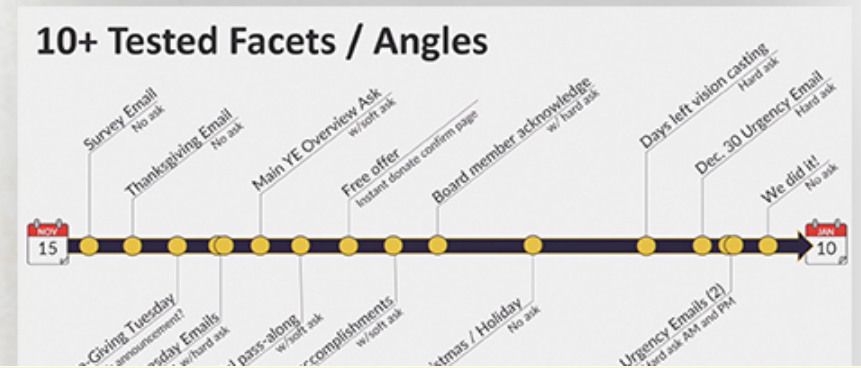 10+ Tested Facets / Angles
Survey Email
No ask
Thanksgiving Email
No ask
Main YE Overview Ask
w/soft ask
Free offer
Instant donate confirm page
Board member acknowledge
w/ hard ask
Days left vision casting
Hard ask
Dec. 30 Urgency Email
Hard ask
We did it!
No ask
NOV
15
JAN
10
-Giving Tuesday
announcement?
Emails
w/hard ask
pass-along
w/soft ask
w/soft ask
/ Holiday
No ask
Urgency Emails (2)
Hard ask AM and PM